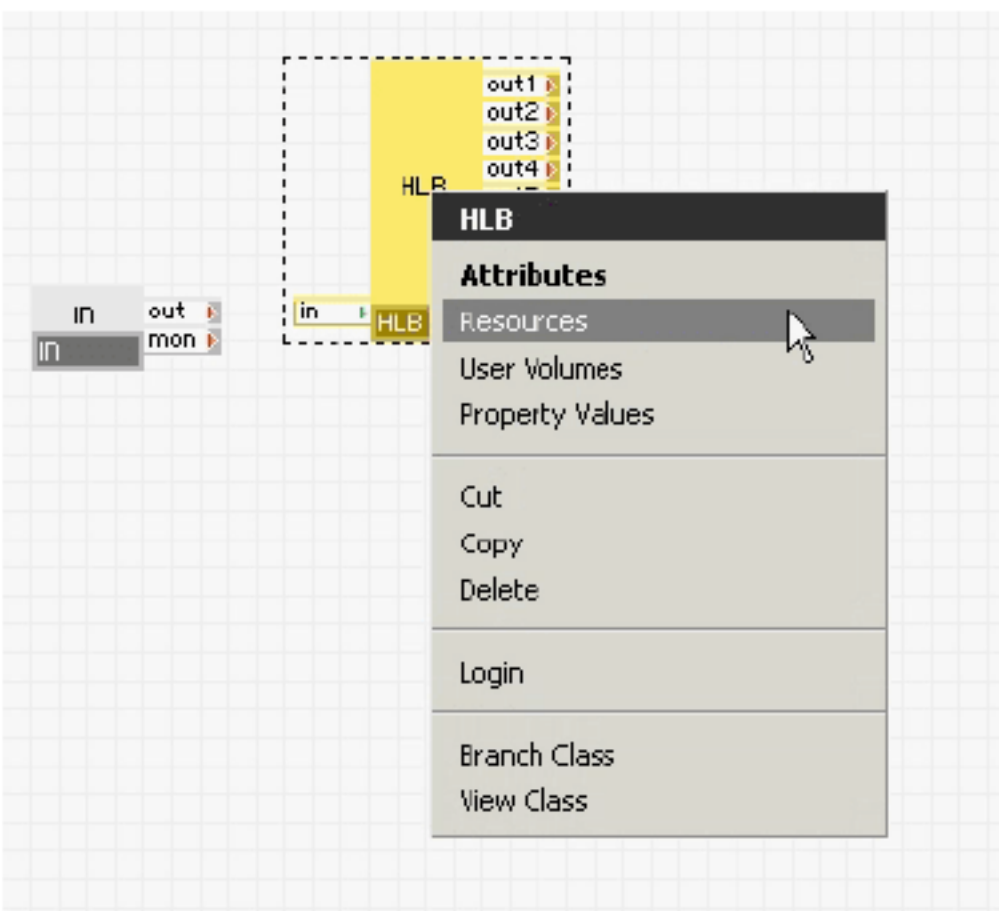 out1
out2
out3
out4
HLB
HLB
Attributes
Resources
User Volumes
Property Values
Cut
Copy
Delete
Login
Branch Class
View Class
in
HLB
IN
out
mon
IN